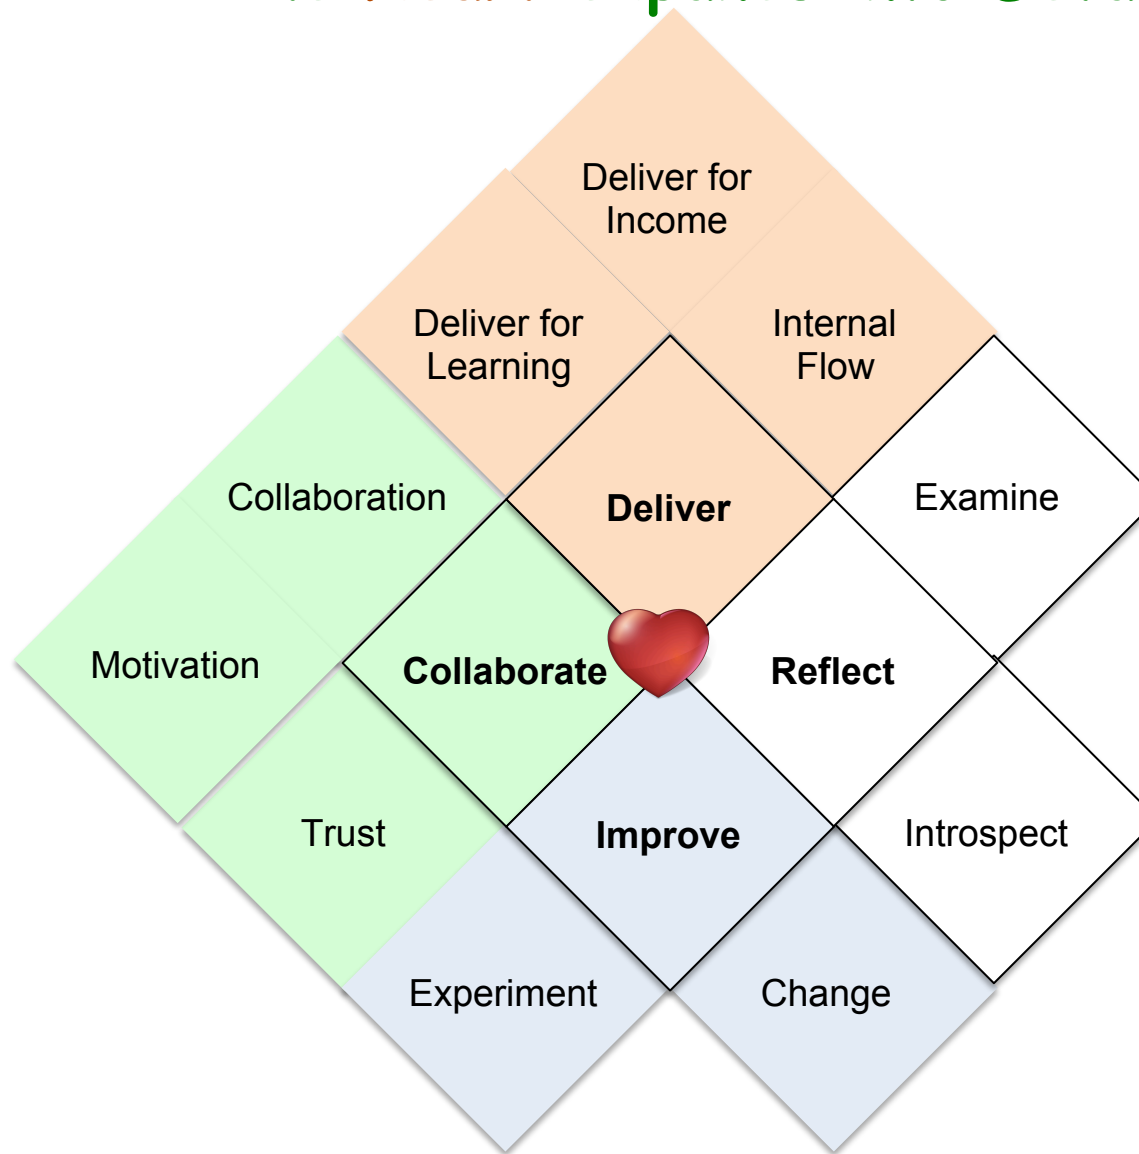 Deliver for
Income
Deliver for
Learning
Internal
Flow
Collaboration
Deliver
Examine
Motivation
Collaborate
Reflect
Trust
Improve
Introspect
Experiment
Change